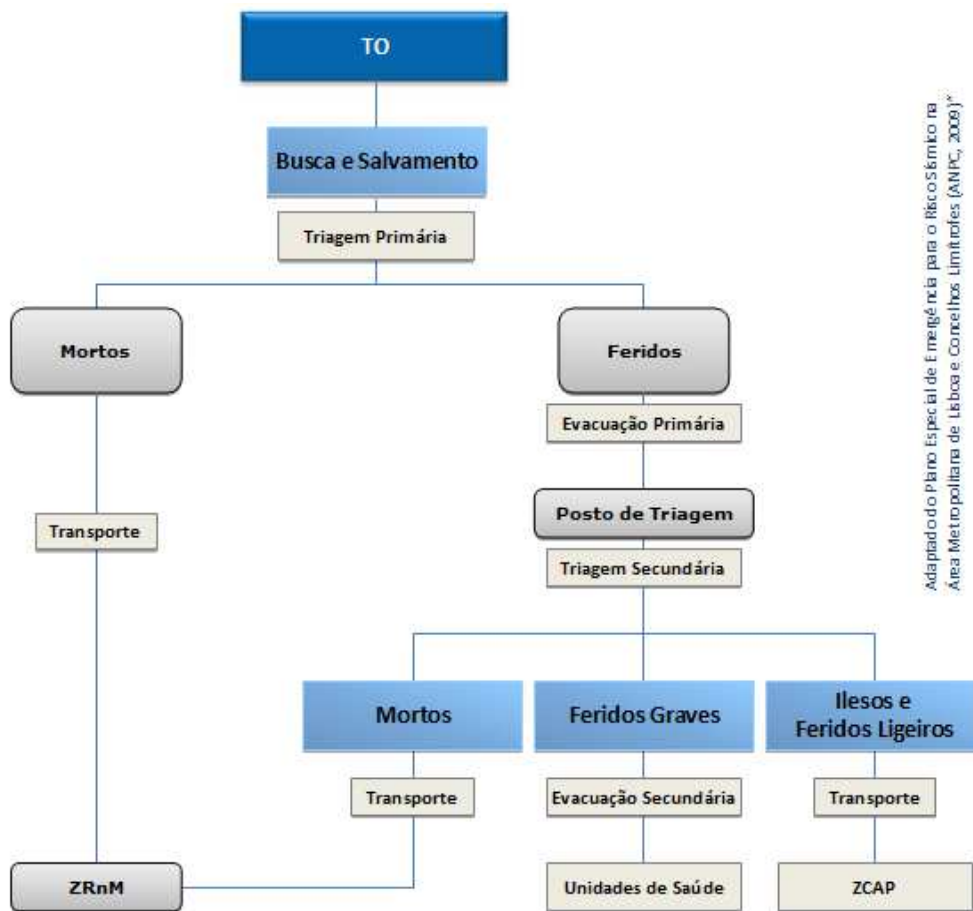 TO
Busca e Salvamento
Triagem Primária
Mortos
Feridos
Evacuação Primária
Posto de Triagem
Transporte
Triagem Secundária
Mortos
Feridos Graves
Ilesos e
Feridos Ligeiros
Transporte
Evacuação Secundária
Transporte
ZRnM
Unidades de Saúde
ZCAP
Adaptado do Plano Especial de Emergência para o Risco Sísmico na
Área Metropolitana de Lisboa e Concelhos Limítrofes (ANPC, 2009)"